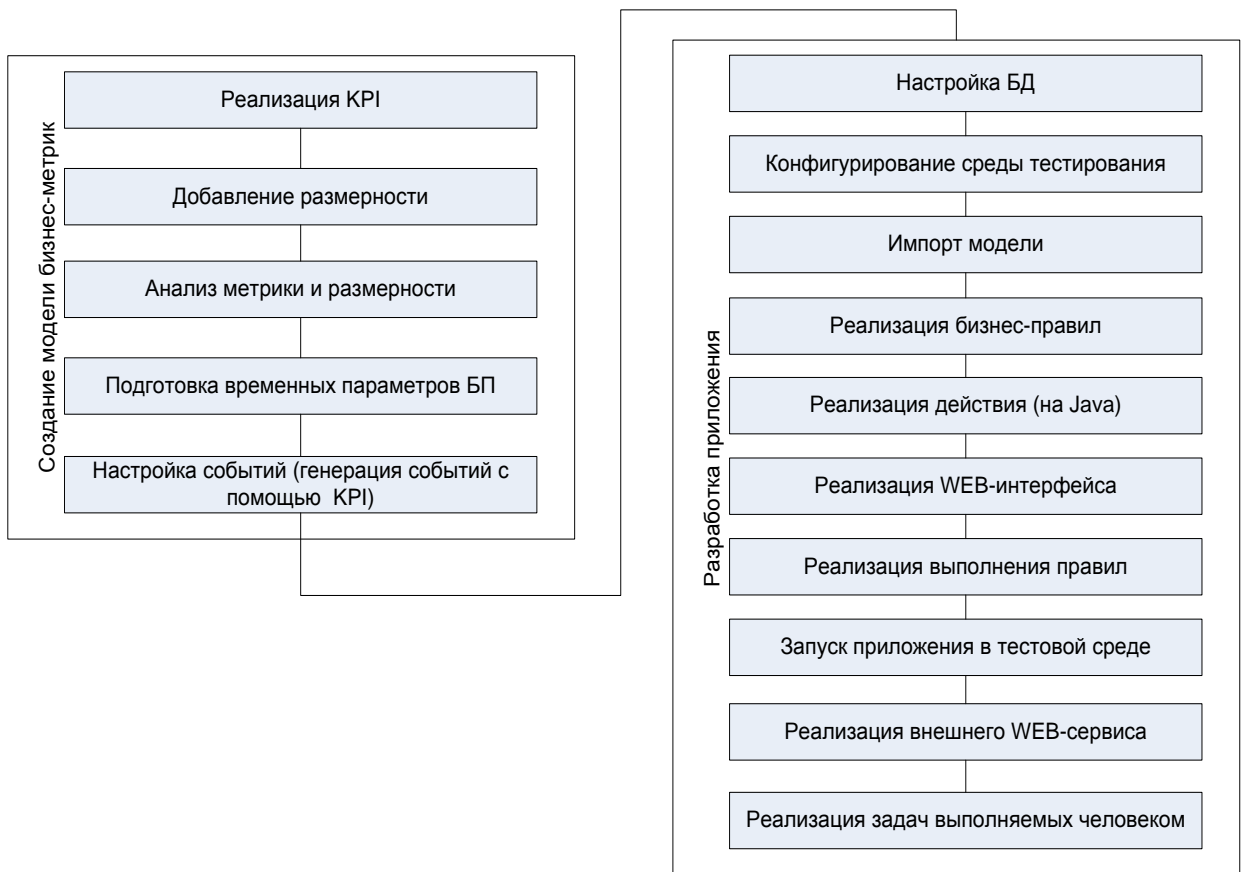 Создание модели бизнес-метрик
Реализация KPI
Добавление размерности
Анализ метрики и размерности
Подготовка временных параметров БП
Настройка событий (генерация событий с
помощью KPI)
Разработка приложения
Настройка БД
Конфигурирование среды тестирования
Импорт модели
Реализация бизнес-правил
Реализация действия (на Java)
Реализация WEB-интерфейса
Реализация выполнения правил
Запуск приложения в тестовой среде
Реализация внешнего WEB-сервиса
Реализация задач выполняемых человеком